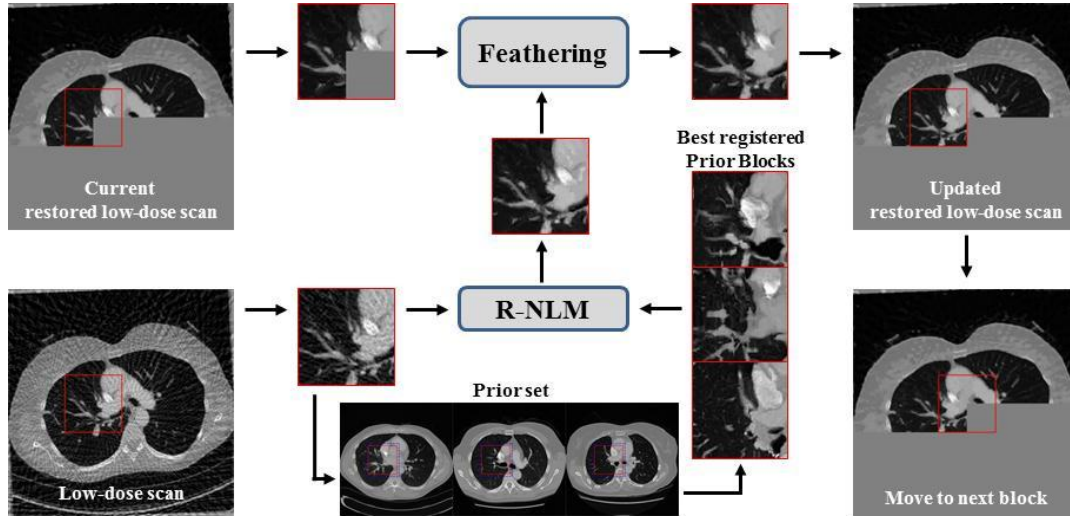 Feathering
Current
restored low-dose scan
Best registered
Prior Blocks
Updated
restored low-dose scan
R-NLM
Prior set
Low-dose scan
Move to next block